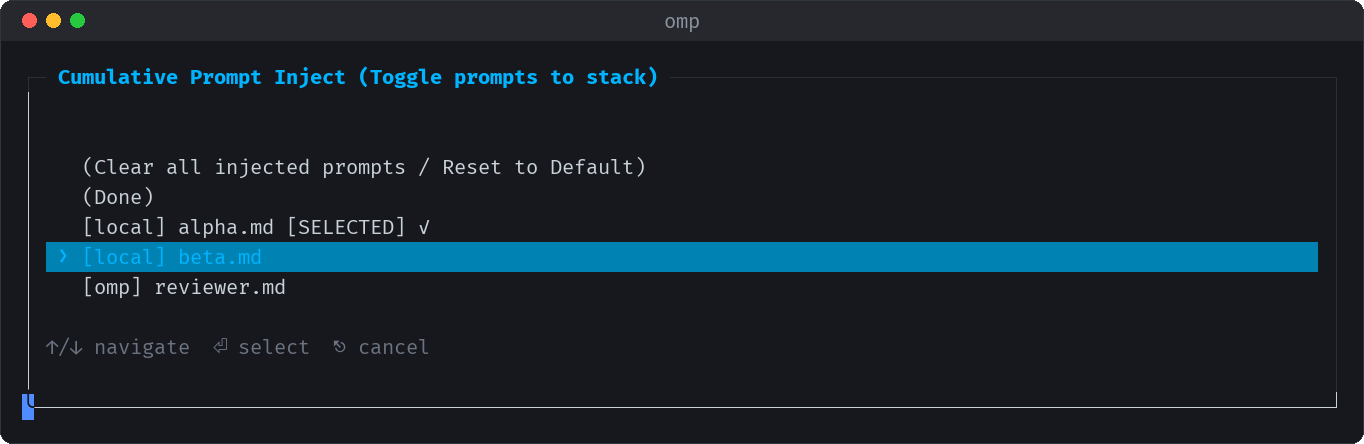 omp
Cumulative Prompt Inject (Toggle prompts to stack)
(Clear all injected prompts / Reset to Default)
(Done)
[local] alpha.md [SELECTED] √
❯ [local] beta.md
[omp] reviewer.md
↑/↓ navigate ⏎ select ⎋ cancel